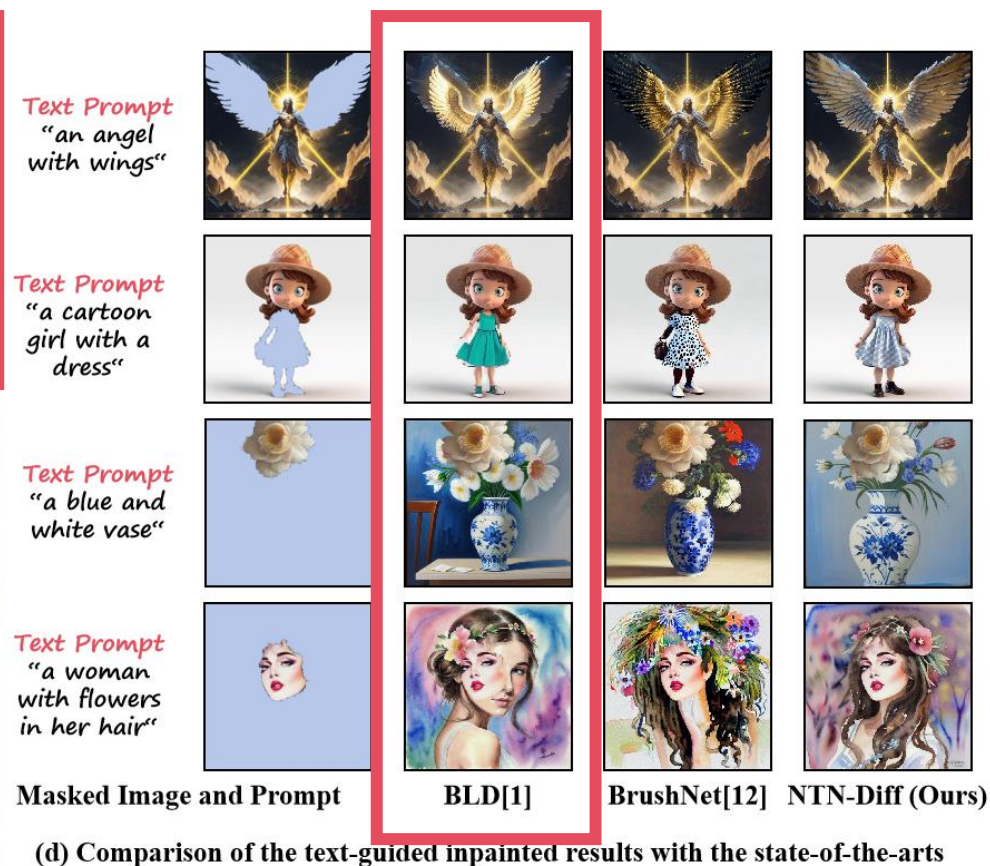 Text Prompt
“an angel
with wings“
Text Prompt
“a cartoon
girl with a
dress“
Text Prompt
“a blue and
white vase“
Text Prompt
“a woman
with flowers
in her hair“
Masked Image and Prompt BLD[1] BrushNet[12] NTN-Diff (Ours)
(d) Comparison of the text-guided inpainted results with the state-of-the-arts